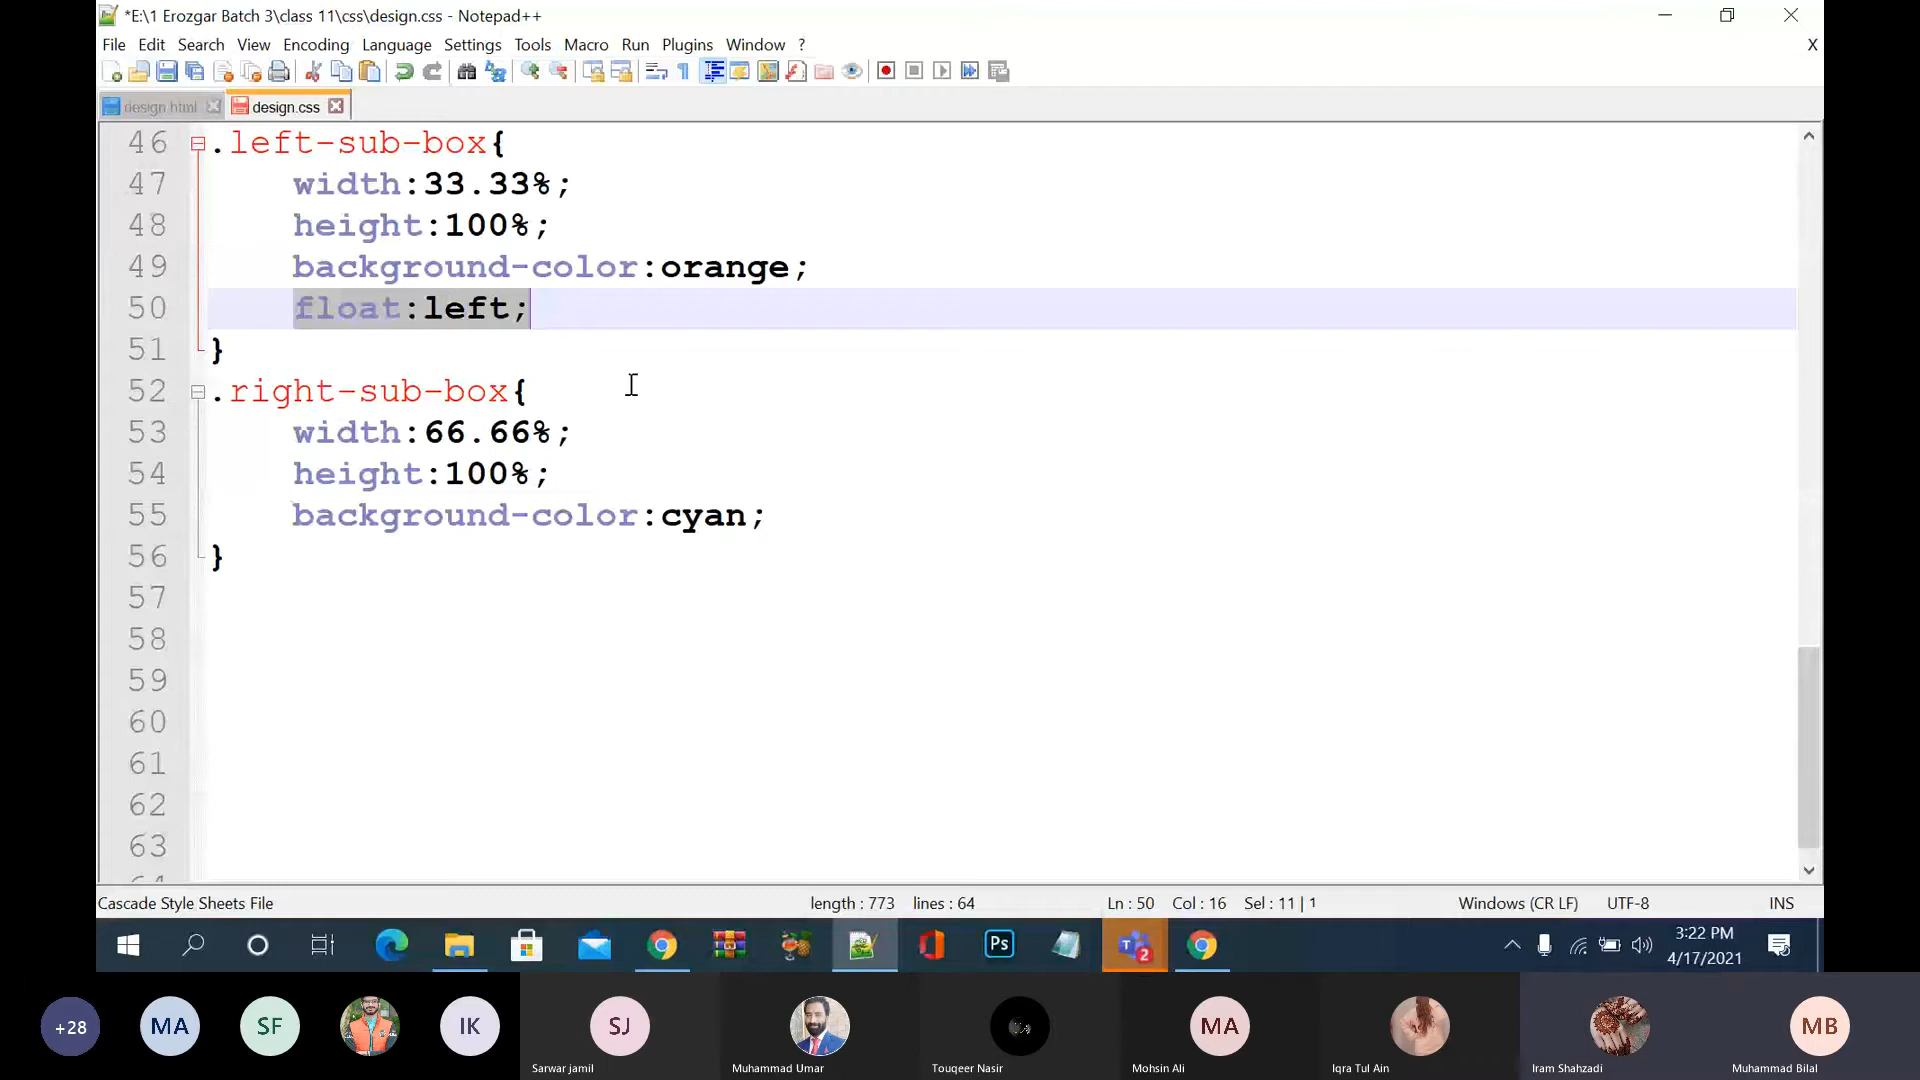 *E:\1 Erozgar Batch 3\class 11\css\design.css - Notepad++
File Edit Search View Encoding Language Settings Tools Macro Run Plugins Window ? X
design.html design.css
46 .left-sub-box{
47 width:33.33%;
48 height:100%;
49 background-color:orange;
50 float:left;
51 }
52 .right-sub-box{
53 width:66.66%;
54 height:100%;
55 background-color:cyan;
56 }
57
58
59
60
61
62
63
Cascade Style Sheets File length : 773 lines : 64 Ln : 50 Col : 16 Sel : 11 | 1 Windows (CR LF) UTF-8 INS
Ps 2 3:22 PM
4/17/2021
+28 MA SF IK SJ MA MB
Sarwar jamil Muhammad Umar Touqeer Nasir Mohsin Ali Iqra Tul Ain Iram Shahzadi Muhammad Bilal